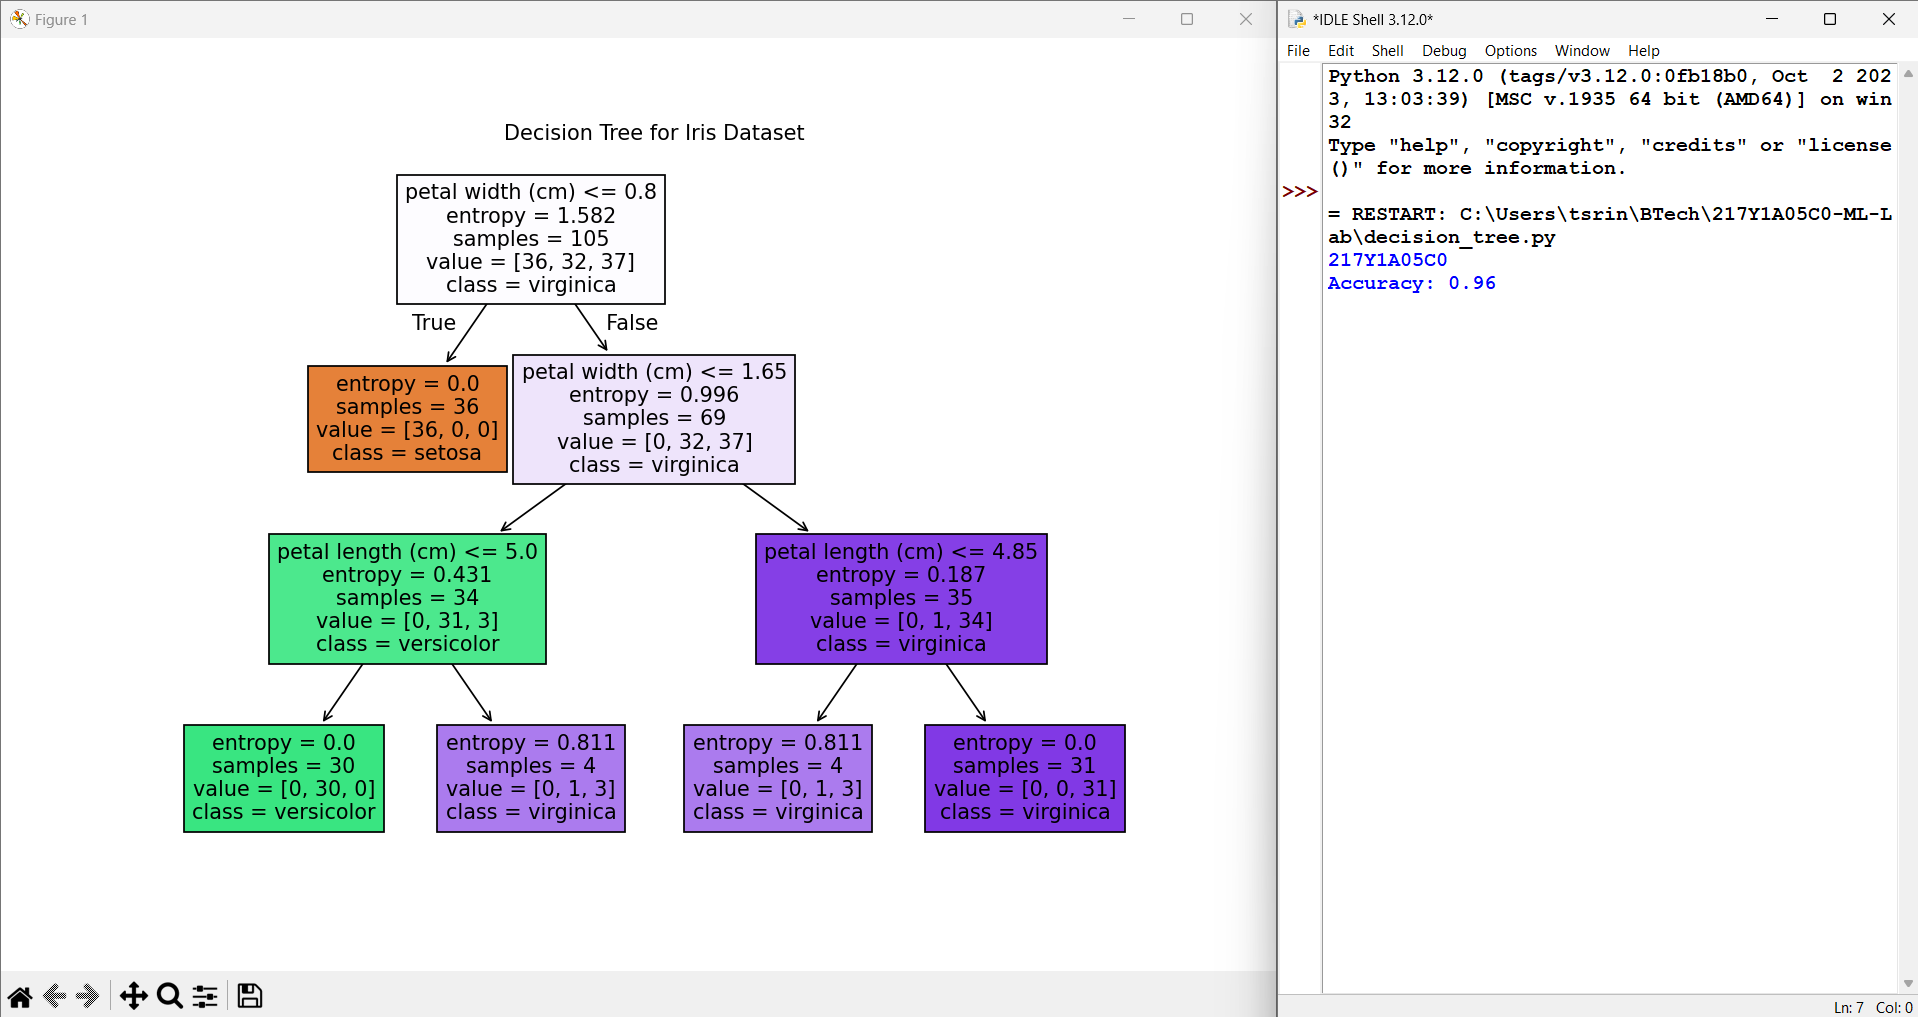 Figure 1
Decision Tree for Iris Dataset
petal width (cm) <= 0.8
entropy = 1.582
samples = 105
value = [36, 32, 37]
class = virginica
True
False
entropy = 0.0
samples = 36
value = [36, 0, 0]
class = setosa
petal width (cm) <= 1.65
entropy = 0.996
samples = 69
value = [0, 32, 37]
class = virginica
petal length (cm) <= 5.0
entropy = 0.431
samples = 34
value = [0, 31, 3]
class = versicolor
petal length (cm) <= 4.85
entropy = 0.187
samples = 35
value = [0, 1, 34]
class = virginica
entropy = 0.0
samples = 30
value = [0, 30, 0]
class = versicolor
entropy = 0.811
samples = 4
value = [0, 1, 3]
class = virginica
entropy = 0.811
samples = 4
value = [0, 1, 3]
class = virginica
entropy = 0.0
samples = 31
value = [0, 0, 31]
class = virginica
*IDLE Shell 3.12.0*
File Edit Shell Debug Options Window Help
Python 3.12.0 (tags/v3.12.0:0fb18b0, Oct  2 202
3, 13:03:39) [MSC v.1935 64 bit (AMD64)] on win
32
Type "help", "copyright", "credits" or "license
()" for more information.
>>>
= RESTART: C:\Users\tsrin\BTech\217Y1A05C0-ML-L
ab\decision_tree.py
217Y1A05C0
Accuracy: 0.96
Ln: 7 Col: 0